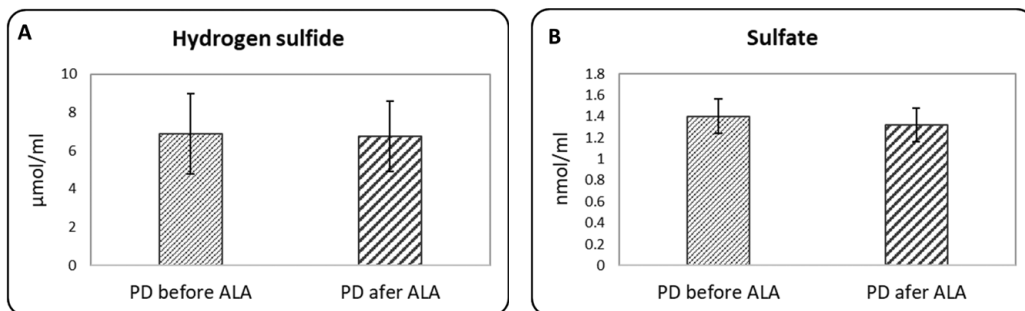 A
Hydrogen sulfide
μmol/ml
10
8
6
4
2
0
PD before ALA
PD afer ALA
B
Sulfate
nmol/ml
1.8
1.6
1.4
1.2
1
0.8
0.6
0.4
0.2
0
PD before ALA
PD afer ALA